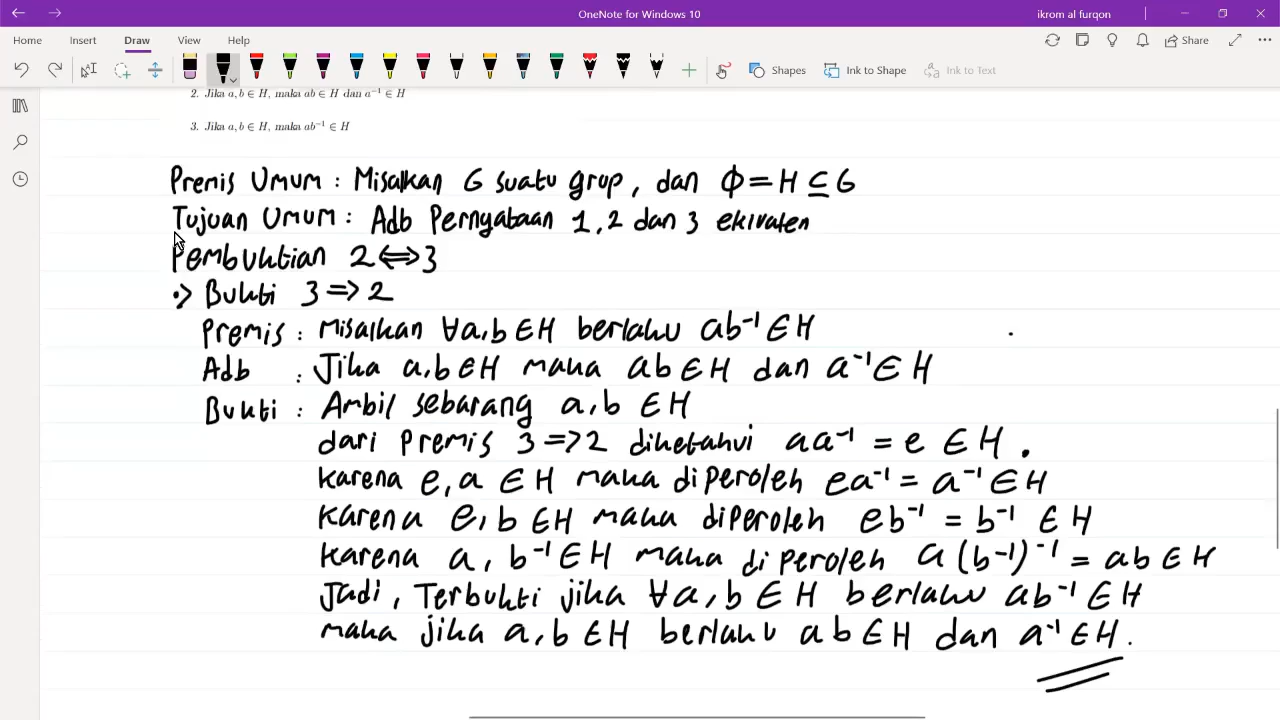 OneNote for Windows 10
ikrom al furqon
Home Insert Draw View Help
Share
Shapes Ink to Shape Ink to Text
2. Jika a, b ∈ H, maka ab ∈ H dan a⁻¹ ∈ H
3. Jika a, b ∈ H, maka ab⁻¹ ∈ H
Premis Umum : Misalkan G suatu grup, dan ϕ = H ⊆ G
Tujuan Umum : Adb Pernyataan 1, 2 dan 3 ekivalen
Pembuktian 2 ⇔ 3
•> Bukti 3 => 2
Premis : Misalkan ∀a,b ∈ H berlaku ab⁻¹ ∈ H
Adb : Jika a,b ∈ H maka ab ∈ H dan a⁻¹ ∈ H
Bukti : Ambil sebarang a,b ∈ H
dari Premis 3 => 2 diketahui aa⁻¹ = e ∈ H .
karena e, a ∈ H maka diperoleh ea⁻¹ = a⁻¹ ∈ H
Karena e, b ∈ H maka diperoleh eb⁻¹ = b⁻¹ ∈ H
karena a, b⁻¹ ∈ H maka diperoleh a(b⁻¹)⁻¹ = ab ∈ H
Jadi, Terbukti jika ∀a,b ∈ H berlaku ab⁻¹ ∈ H
maka jika a,b ∈ H berlaku ab ∈ H dan a⁻¹ ∈ H .